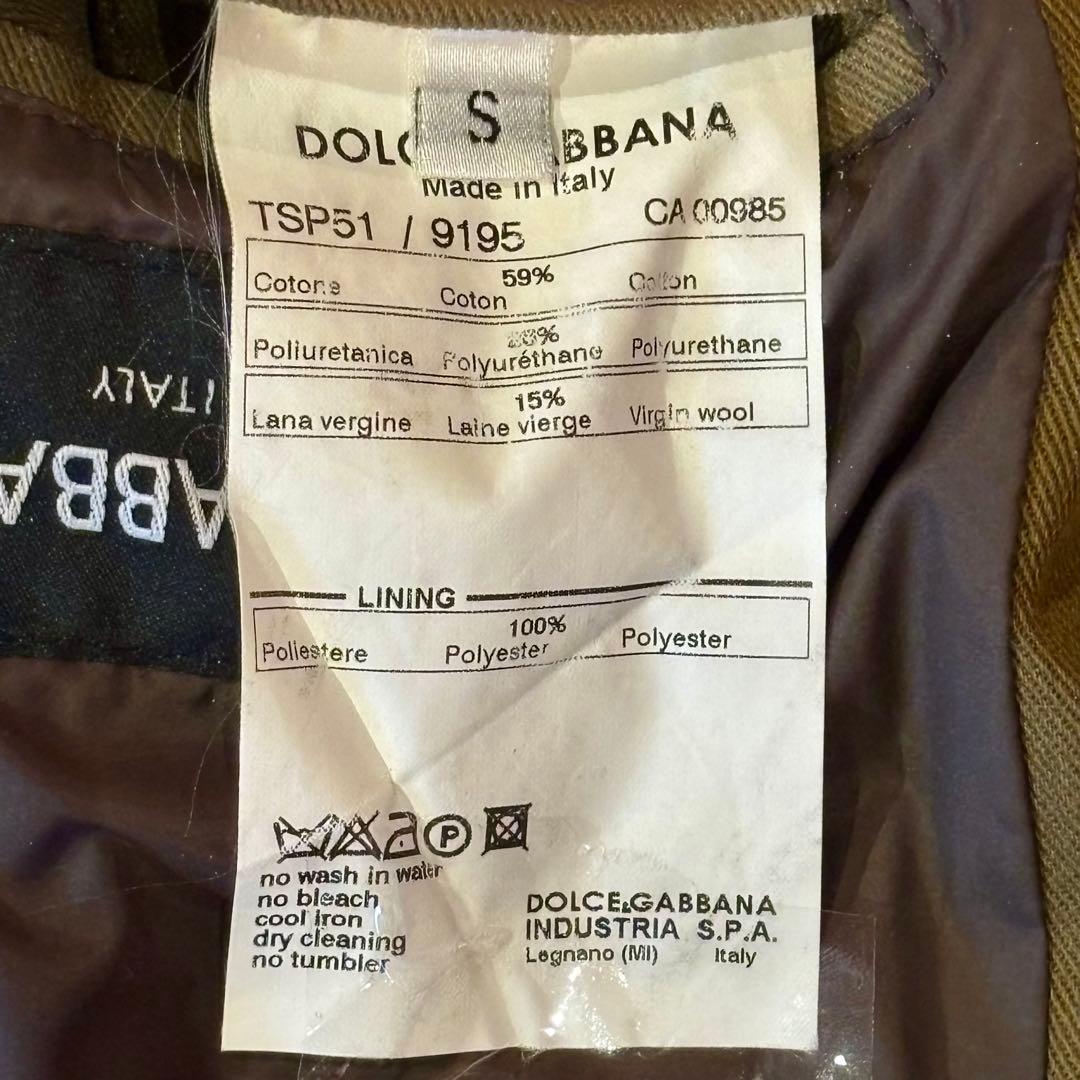 S
DOLC ABBANA
Made in Italy
TSP51 / 9195
CA 00985
59%
Cotone Coton Cotton
Poliuretanica Polyuréthane Polyurethane
15%
Lana vergine Laine vierge Virgin wool
LINING
100%
Poliestere Polyester Polyester
P
no wash in water
no bleach
cool iron
dry cleaning
no tumbler
DOLCE&GABBANA
INDUSTRIA S.P.A.
Legnano (MI) Italy
ITALY
ABBA